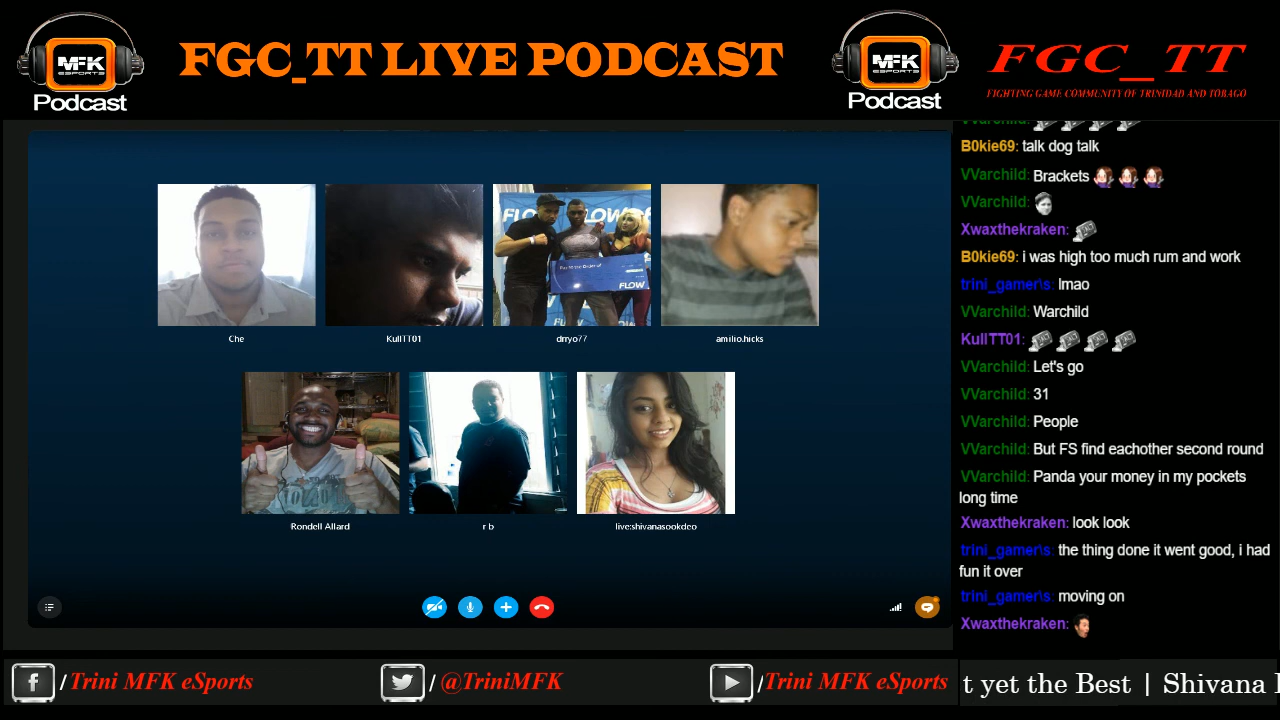 MFK
ESPORTS
Podcast
FGC_TT LIVE PODCAST
MFK
ESPORTS
Podcast
FGC_TT
FIGHTING GAME COMMUNITY OF TRINIDAD AND TOBAGO
FLOW
FLOW
FLOW
Che
KullTT01
drryo77
amilio.hicks
Rondell Allard
r b
live:shivanasookdeo
VVarchild:
B0kie69: talk dog talk
VVarchild: Brackets
VVarchild:
Xwaxthekraken:
B0kie69: i was high too much rum and work
trini_gamer\s: lmao
VVarchild: Warchild
KullTT01:
VVarchild: Let's go
VVarchild: 31
VVarchild: People
VVarchild: But FS find eachother second round
VVarchild: Panda your money in my pockets
long time
Xwaxthekraken: look look
trini_gamer\s: the thing done it went good, i had
fun it over
trini_gamer\s: moving on
Xwaxthekraken:
/Trini MFK eSports
/ @TriniMFK
/Trini MFK eSports
t yet the Best | Shivana